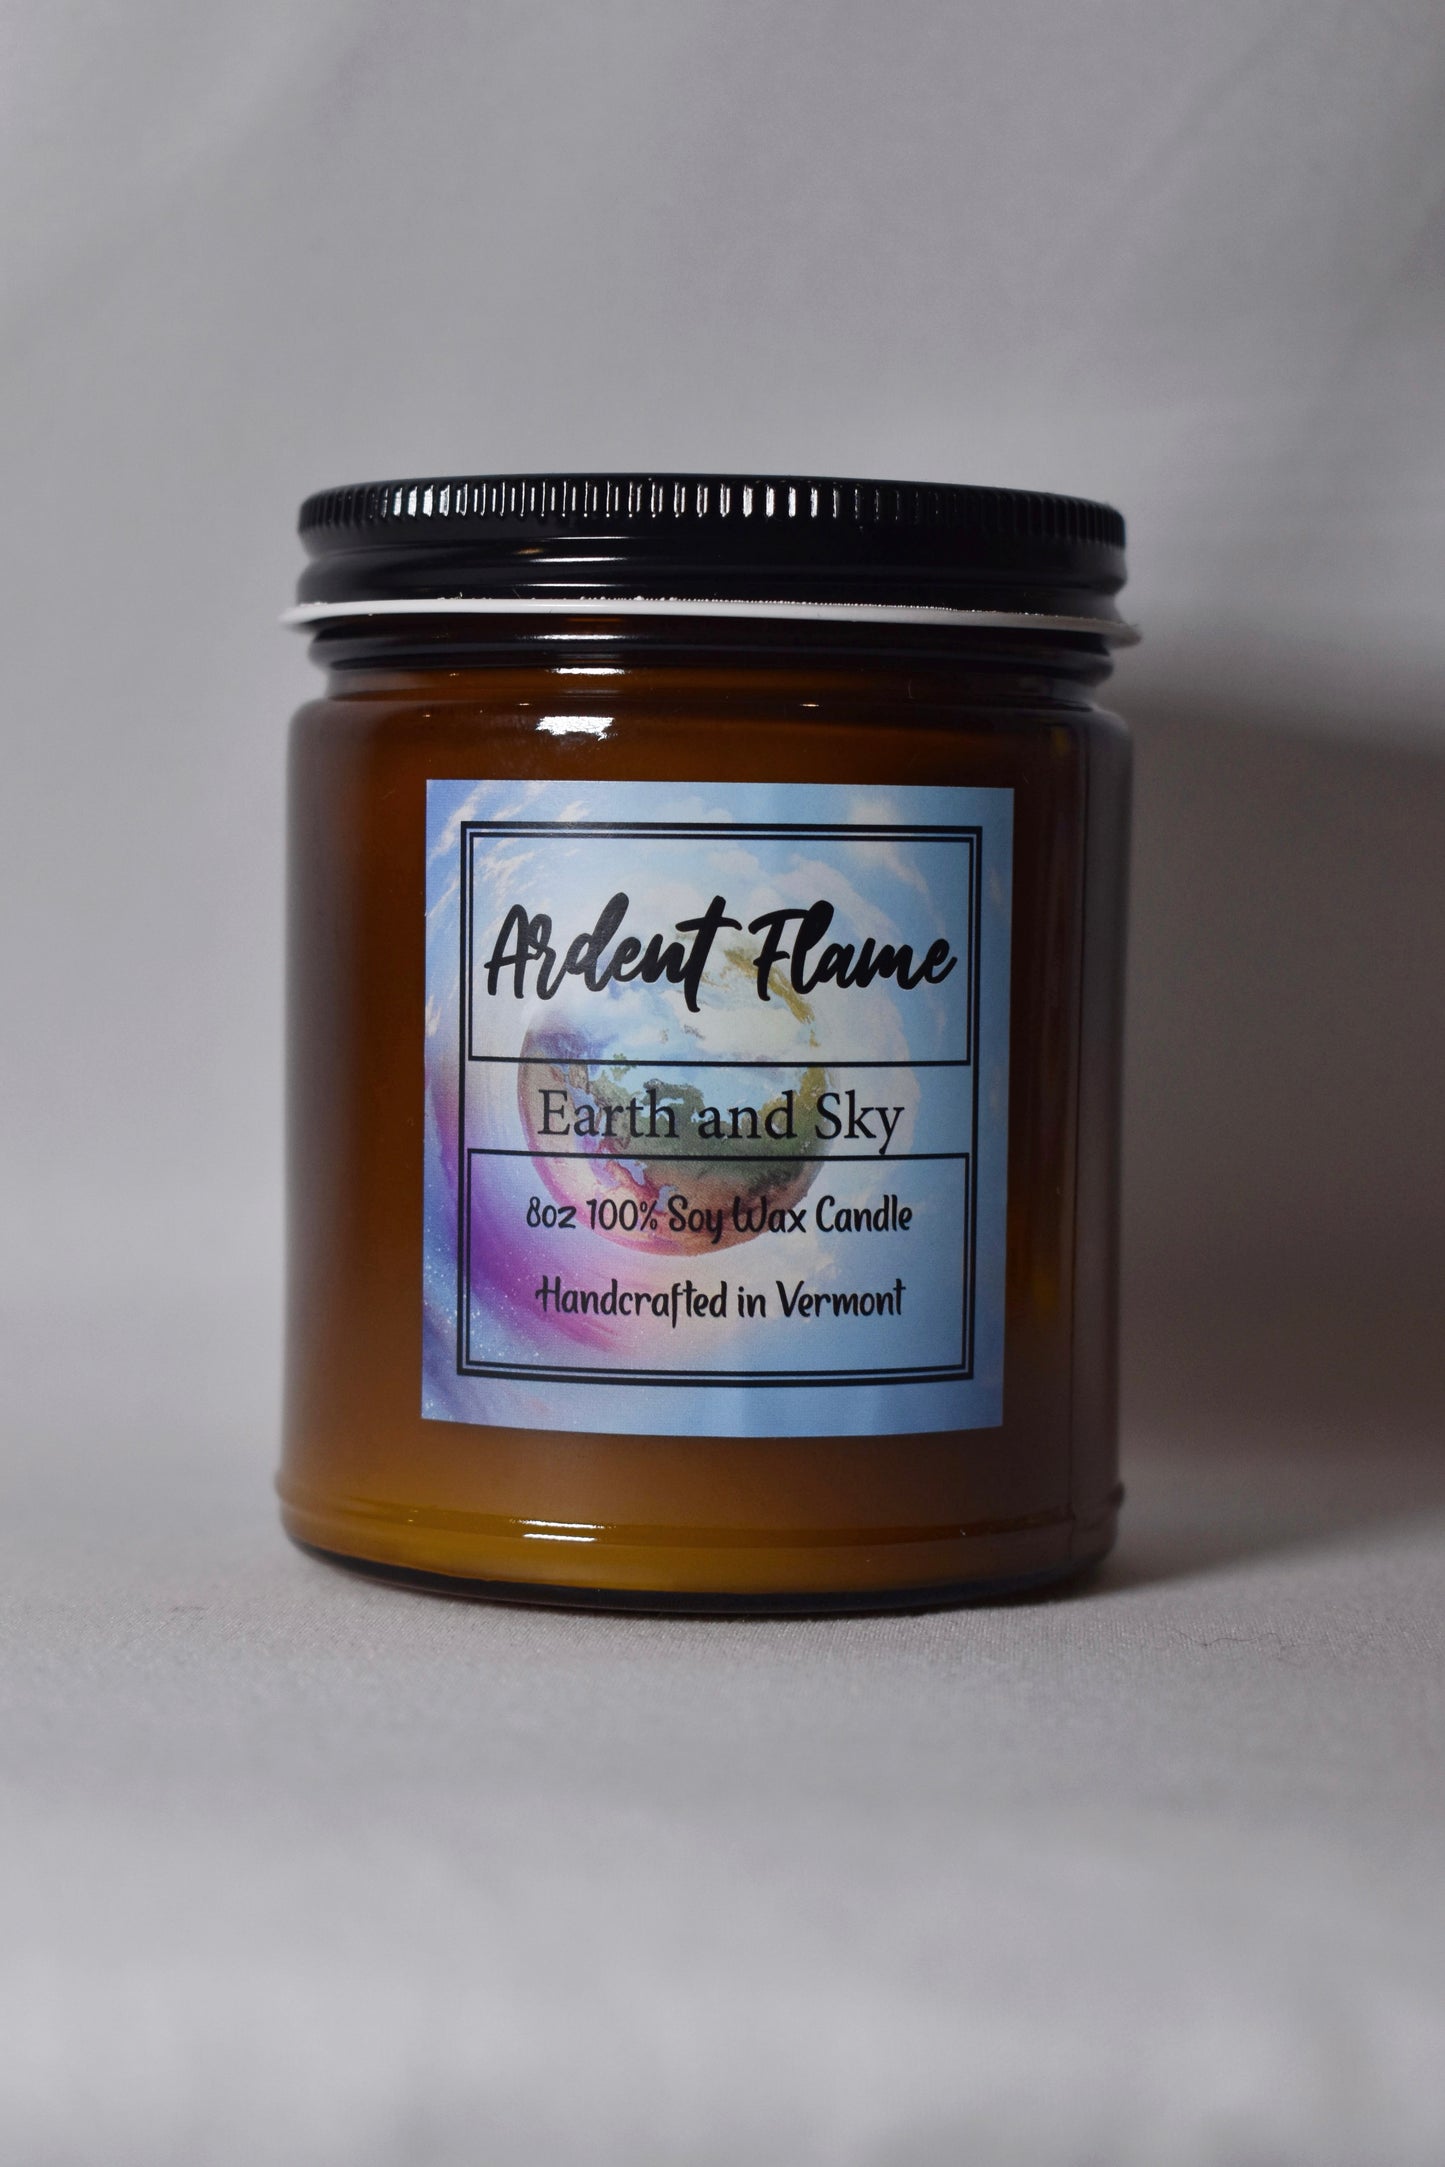 Ardent Flame
Earth and Sky
8oz 100% Soy Wax Candle
Handcrafted in Vermont